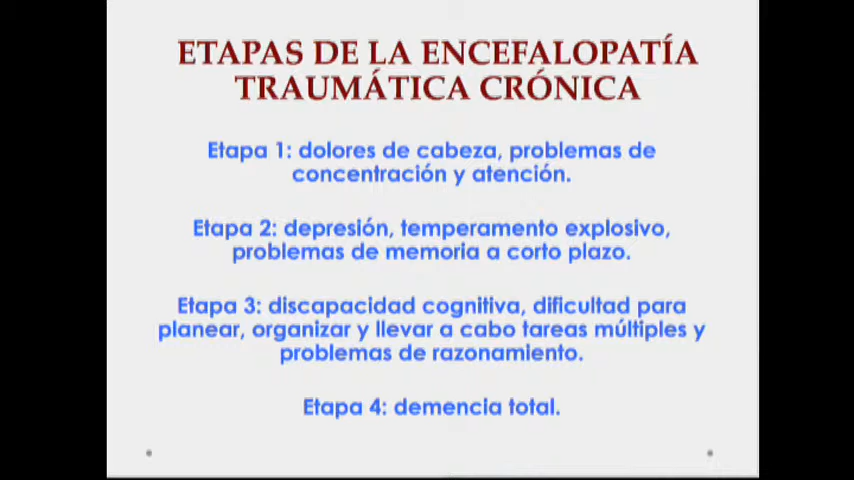 ETAPAS DE LA ENCEFALOPATÍA
TRAUMÁTICA CRÓNICA
Etapa 1: dolores de cabeza, problemas de
concentración y atención.
Etapa 2: depresión, temperamento explosivo,
problemas de memoria a corto plazo.
Etapa 3: discapacidad cognitiva, dificultad para
planear, organizar y llevar a cabo tareas múltiples y
problemas de razonamiento.
Etapa 4: demencia total.